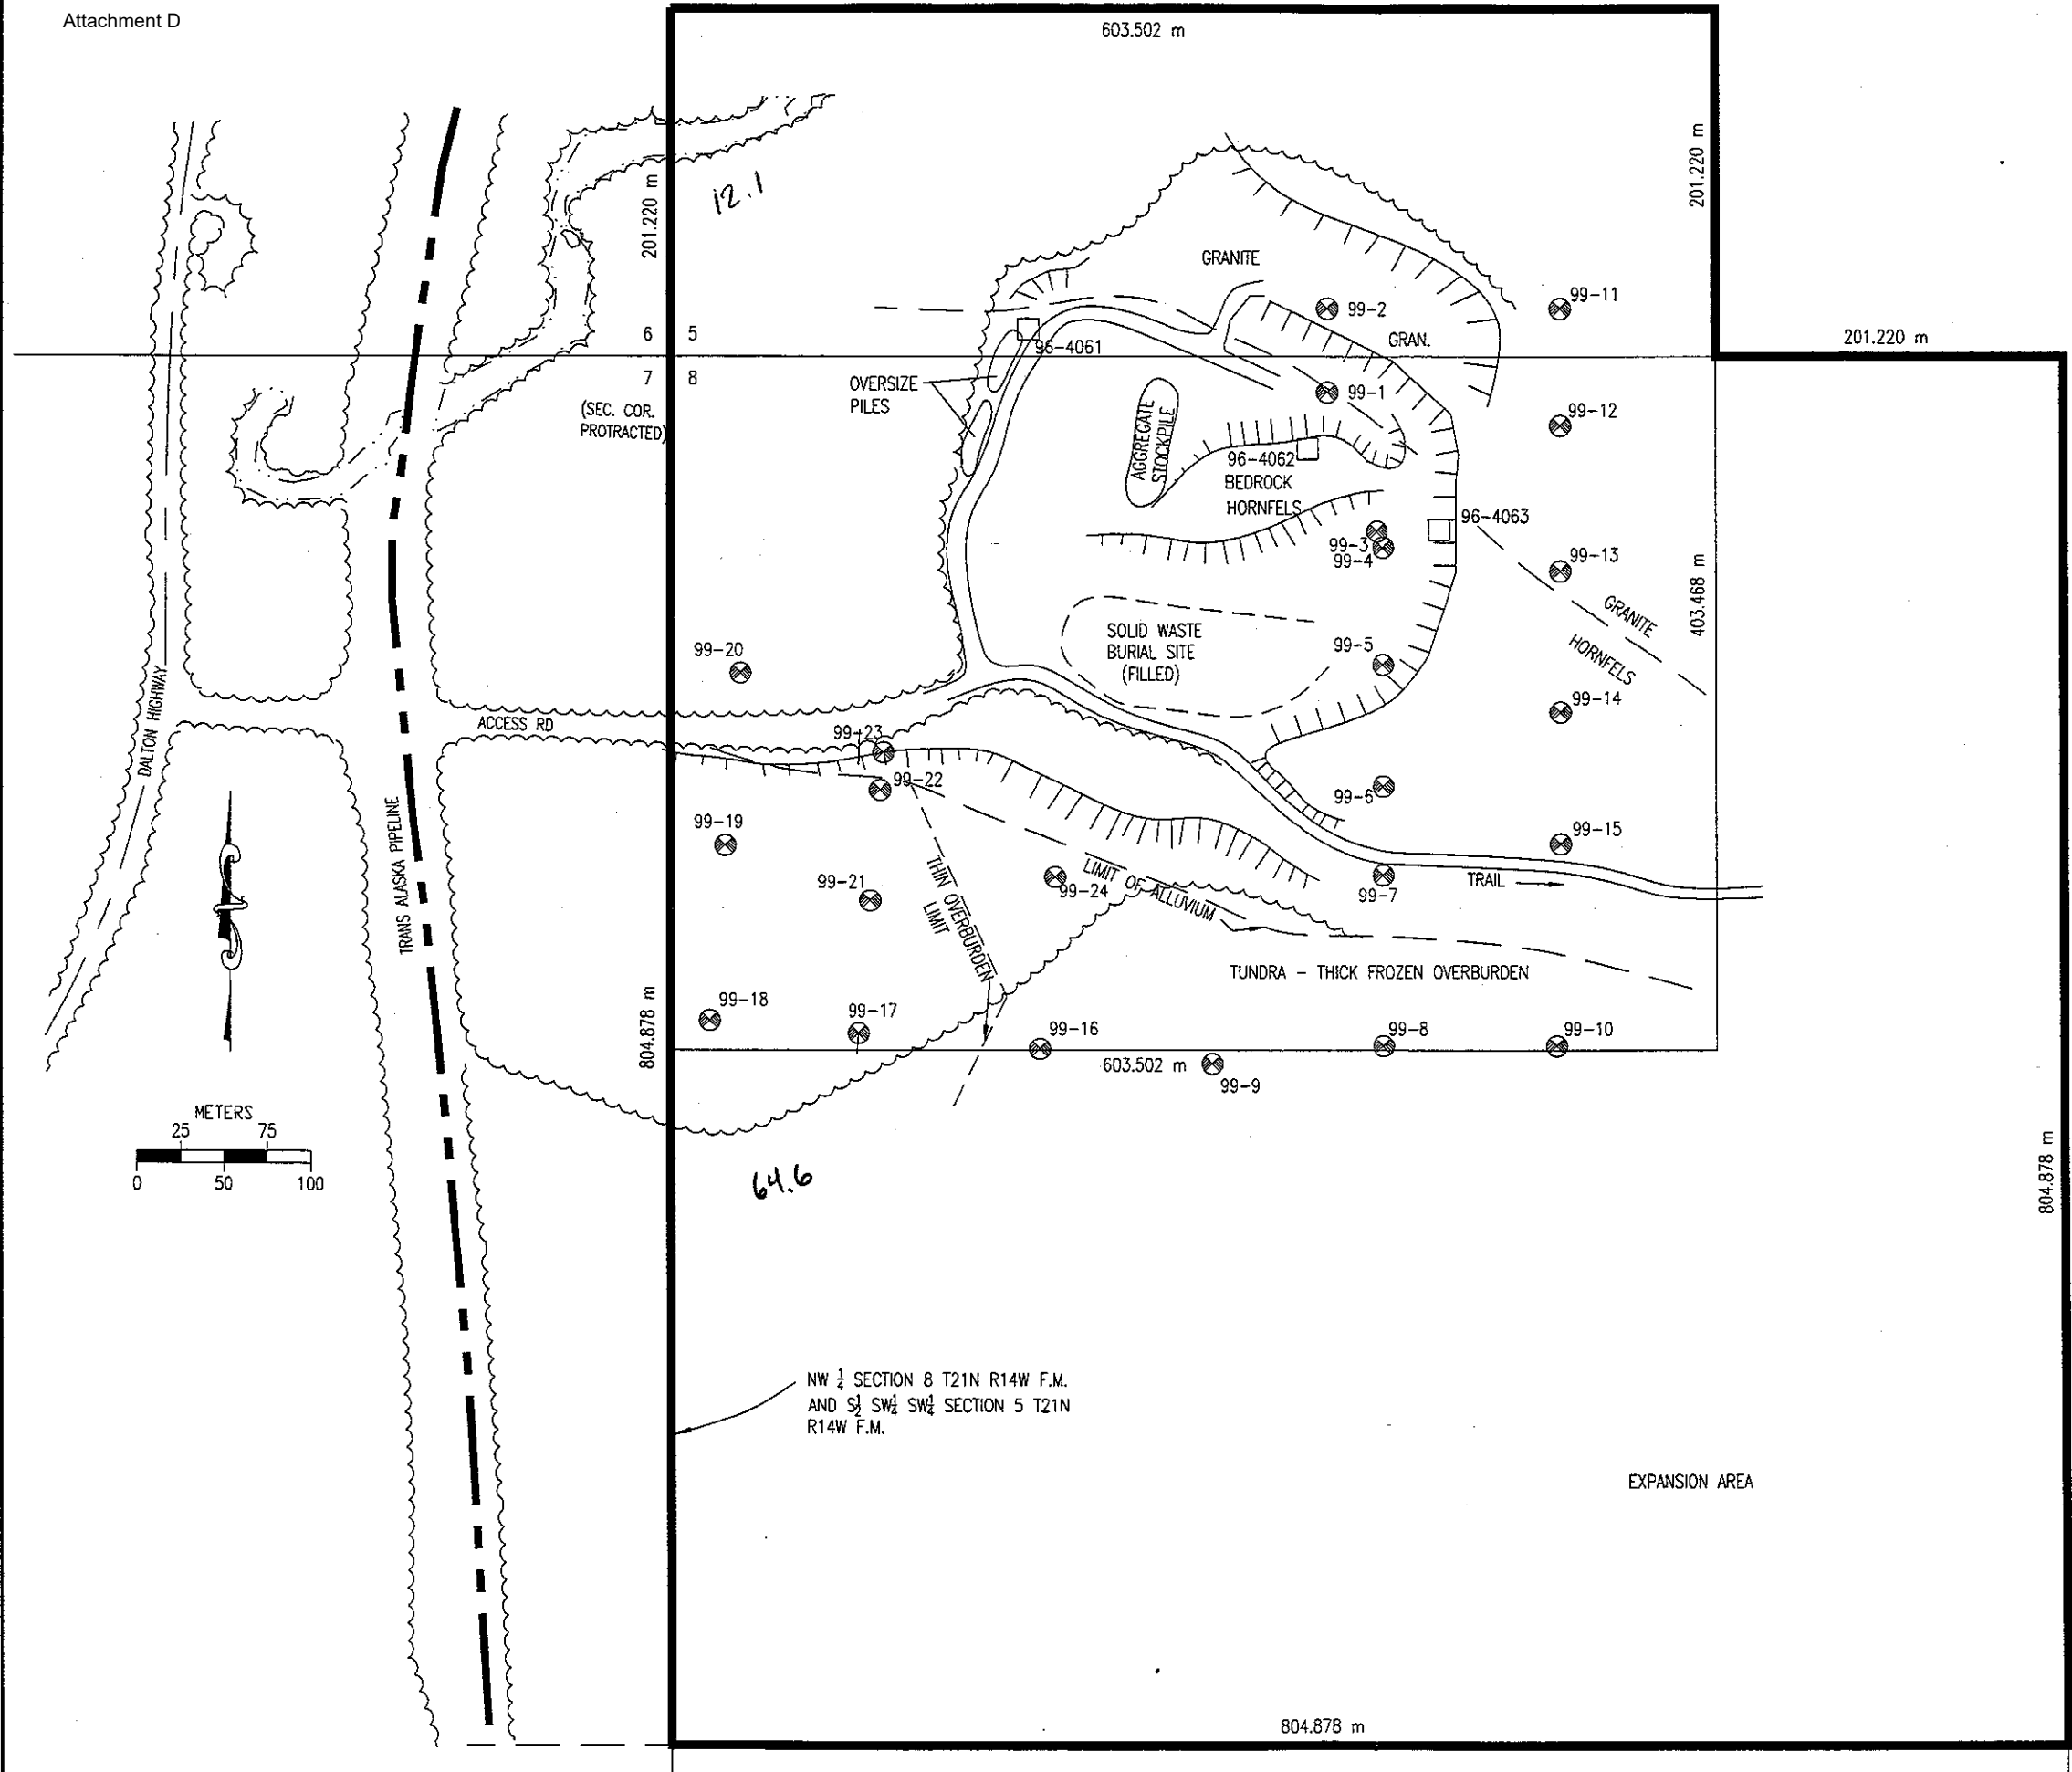 Attachment D
603.502 m
201.220 m
12.1
201.220 m
GRANITE
99-2
99-11
GRAN.
201.220 m
6 5
96-4061
7 8
(SEC. COR.
PROTRACTED)
OVERSIZE
PILES
AGGREGATE
STOCKPILE
99-1
99-12
96-4062
BEDROCK
HORNFELS
96-4063
99-3
99-4
99-13
403.468 m
GRANITE
HORNFELS
SOLID WASTE
BURIAL SITE
(FILLED)
99-5
99-20
99-14
DALTON HIGHWAY
ACCESS RD
99-23
99-22
99-6
99-19
99-15
TRANS ALASKA PIPELINE
99-21
THIN OVERBURDEN
LIMIT
99-24
LIMIT OF ALLUVIUM
99-7
TRAIL
TUNDRA - THICK FROZEN OVERBURDEN
804.878 m
99-18
99-17
99-16
99-8
99-10
603.502 m
99-9
METERS
25 75
0 50 100
64.6
804.878 m
NW 1/4 SECTION 8 T21N R14W F.M.
AND S1/2 SW1/4 SW1/4 SECTION 5 T21N
R14W F.M.
EXPANSION AREA
804.878 m